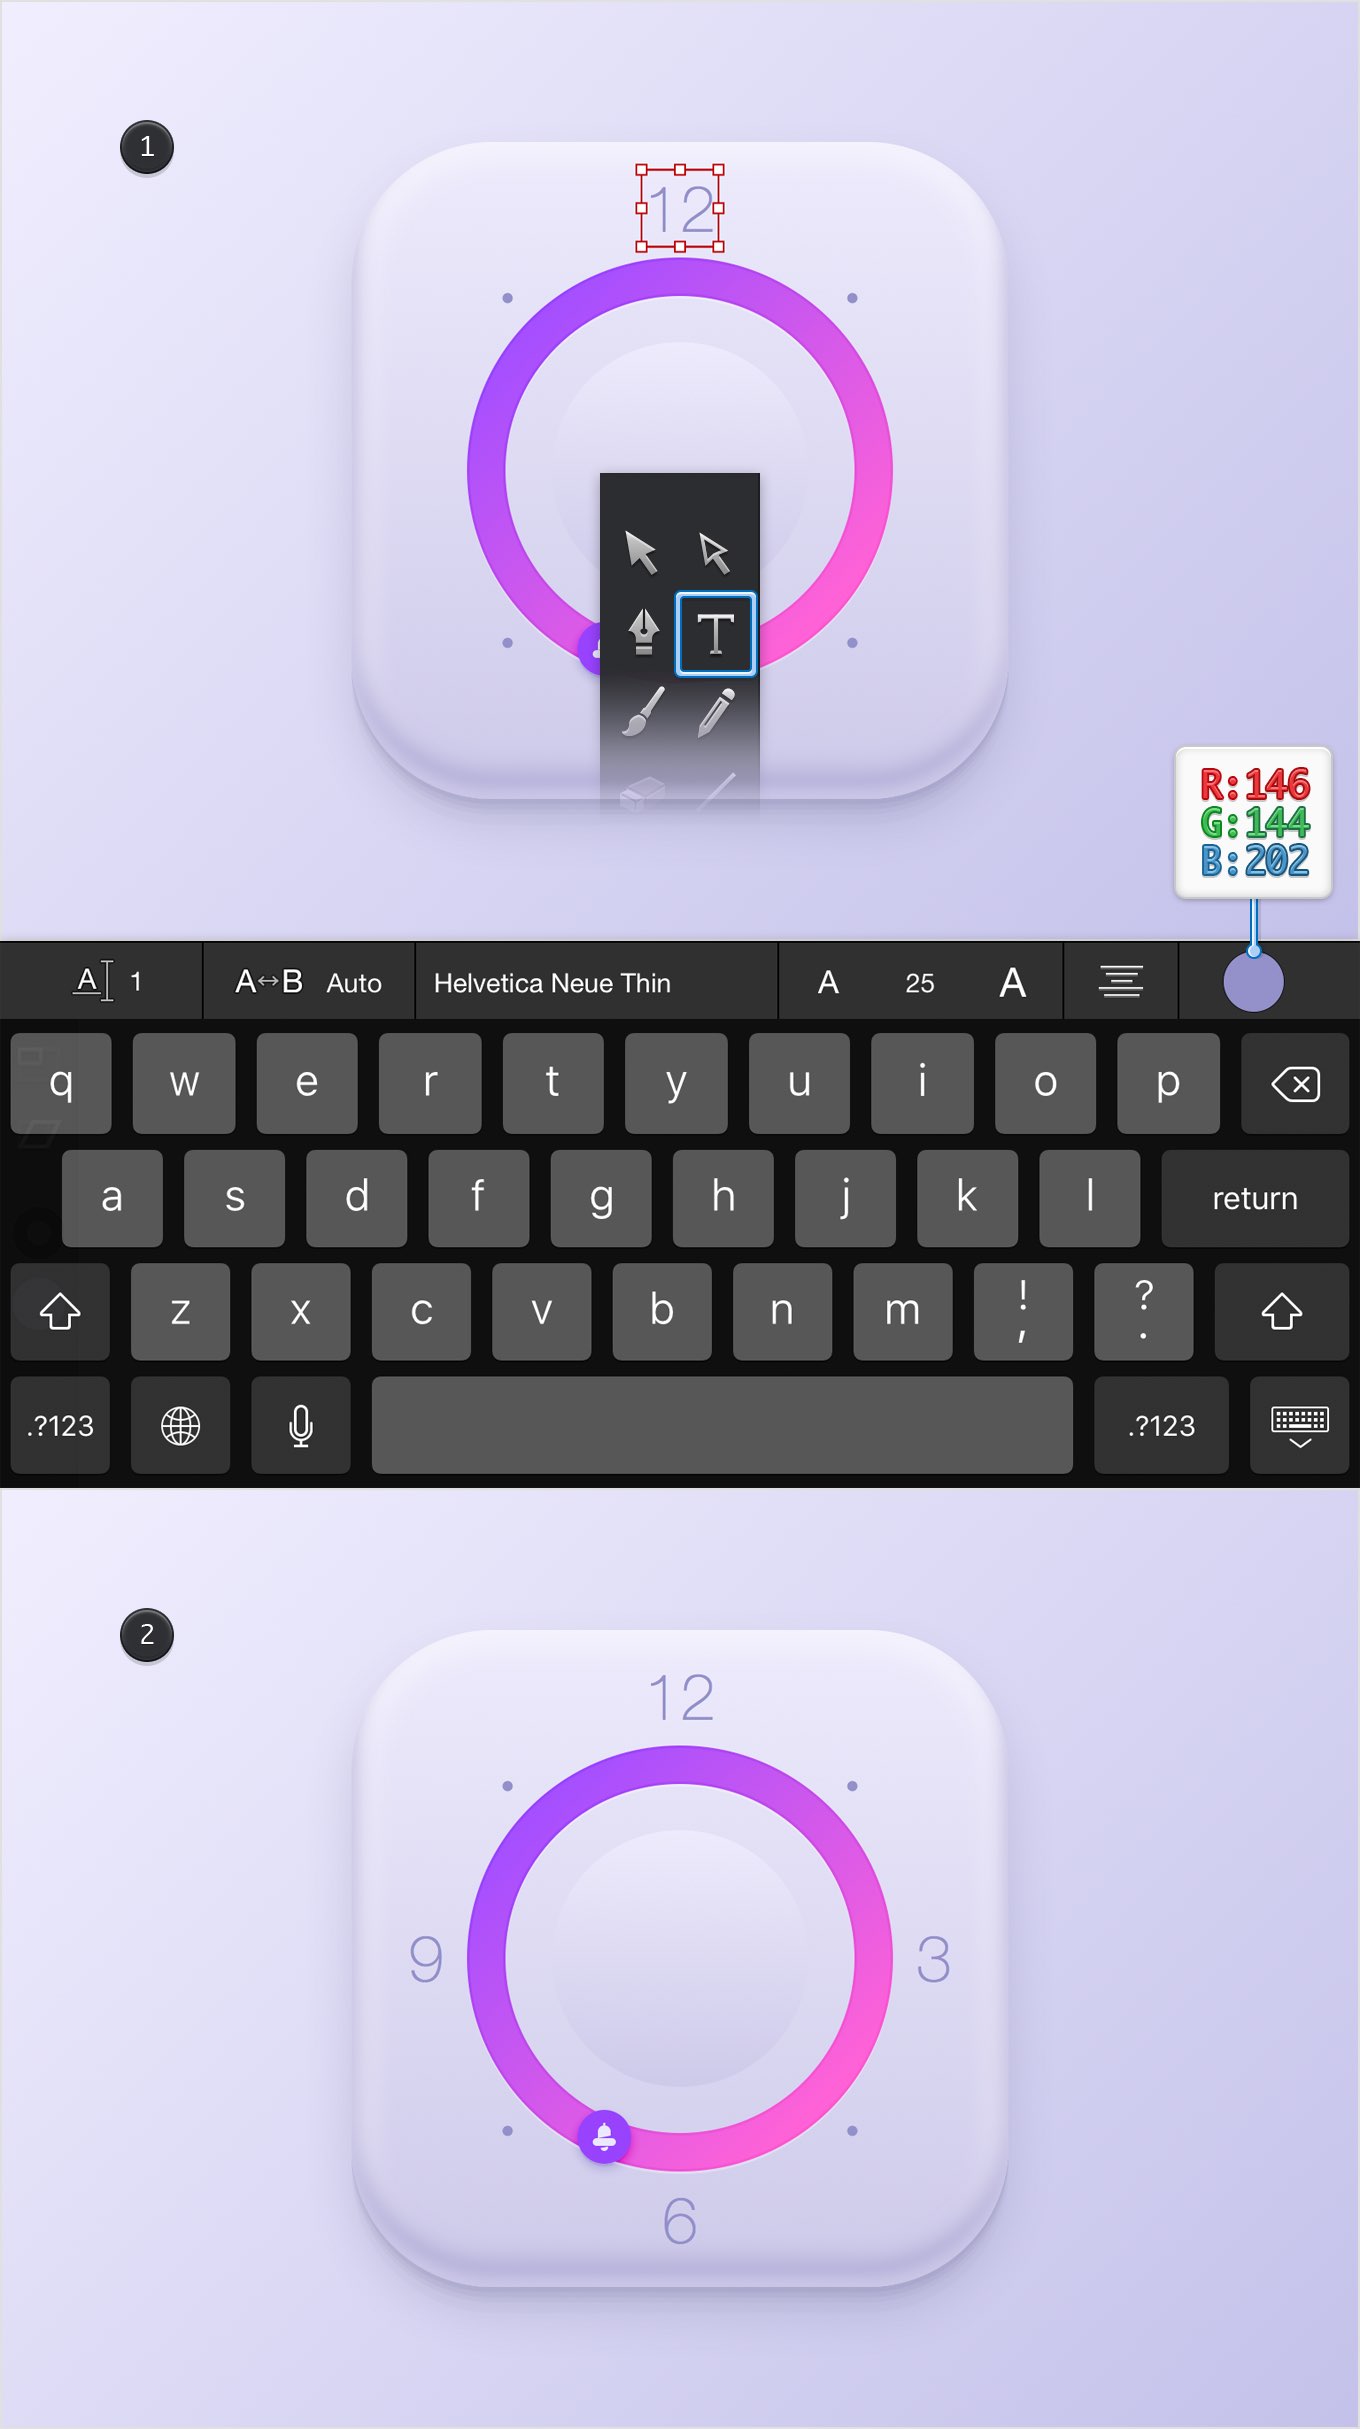 1
12
T
R:146
G:144
B:202
A 1 A↔B Auto Helvetica Neue Thin A 25 A
q w e r t y u i o p
a s d f g h j k l return
z x c v b n m ! , ? .
.?123 .?123
2
12
9 3
6